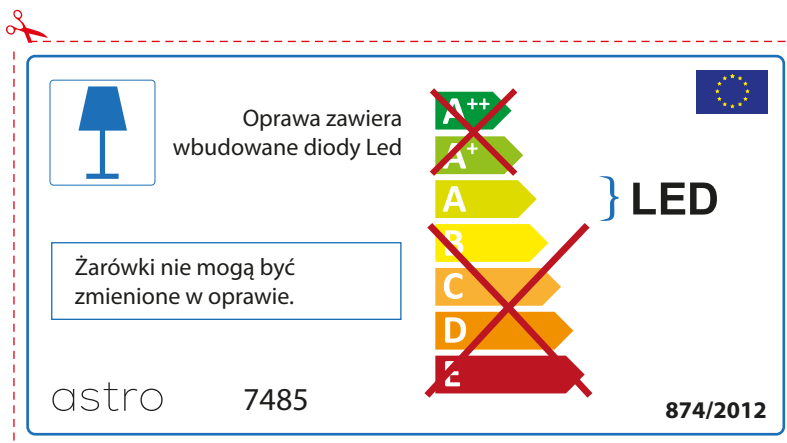 Oprawa zawiera
wbudowane diody Led
A++
A+
A
B
C
D
E
LED
Żarówki nie mogą być
zmienione w oprawie.
astro
7485
874/2012